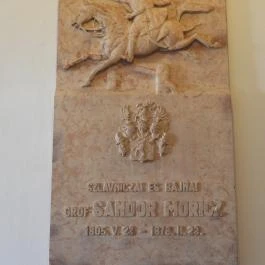 SZLAVNICZAI ÉS BAJNAI
GRÓF SÁNDOR MÓRICZ
1805. V. 23 – 1878. II. 23.